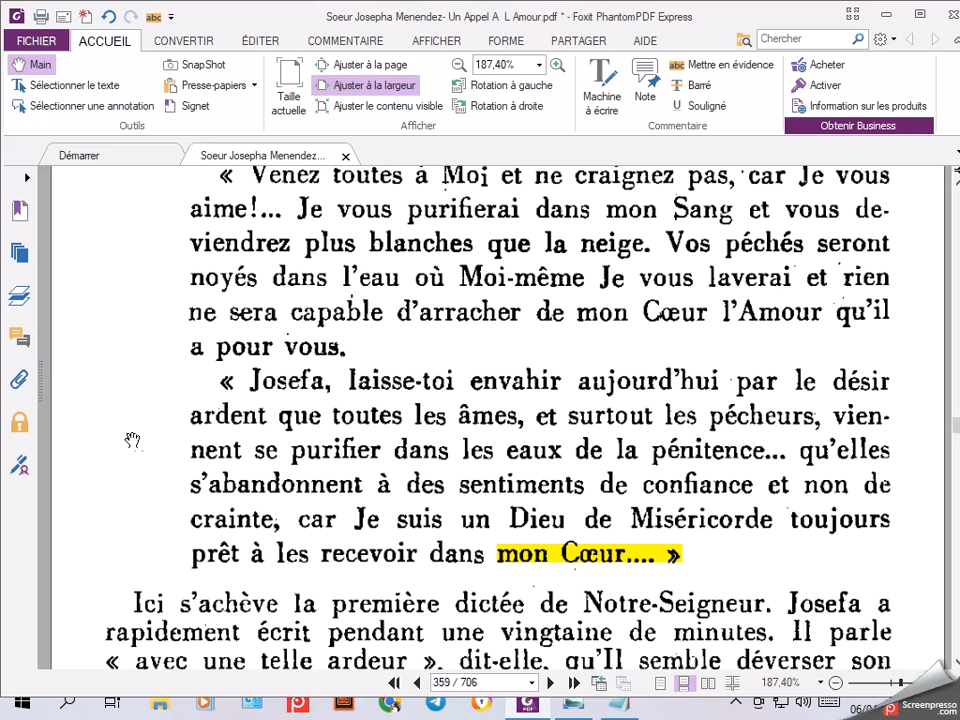 Soeur Josepha Menendez- Un Appel A L Amour.pdf * - Foxit PhantomPDF Express
FICHIER ACCUEIL CONVERTIR ÉDITER COMMENTAIRE AFFICHER FORME PARTAGER AIDE Chercher
Main
Sélectionner le texte
Sélectionner une annotation
Outils
SnapShot
Presse-papiers
Signet
Taille actuelle
Ajuster à la page
Ajuster à la largeur
Ajuster le contenu visible
187,40%
Rotation à gauche
Rotation à droite
Afficher
Machine à écrire
Note
abc Mettre en évidence
Barré
Souligné
Commentaire
Acheter
Activer
Information sur les produits
Obtenir Business
Démarrer
Soeur Josepha Menendez...
« Venez toutes à Moi et ne craignez pas, car Je vous
aime!... Je vous purifierai dans mon Sang et vous de-
viendrez plus blanches que la neige. Vos péchés seront
noyés dans l'eau où Moi-même Je vous laverai et rien
ne sera capable d'arracher de mon Cœur l'Amour qu'il
a pour vous.
« Josefa, laisse-toi envahir aujourd'hui par le désir
ardent que toutes les âmes, et surtout les pécheurs, vien-
nent se purifier dans les eaux de la pénitence... qu'elles
s'abandonnent à des sentiments de confiance et non de
crainte, car Je suis un Dieu de Miséricorde toujours
prêt à les recevoir dans mon Cœur.... »
Ici s'achève la première dictée de Notre-Seigneur. Josefa a
rapidement écrit pendant une vingtaine de minutes. Il parle
« avec une telle ardeur », dit-elle, qu'Il semble déverser son
359 / 706
187,40%
Screenpresso
.com